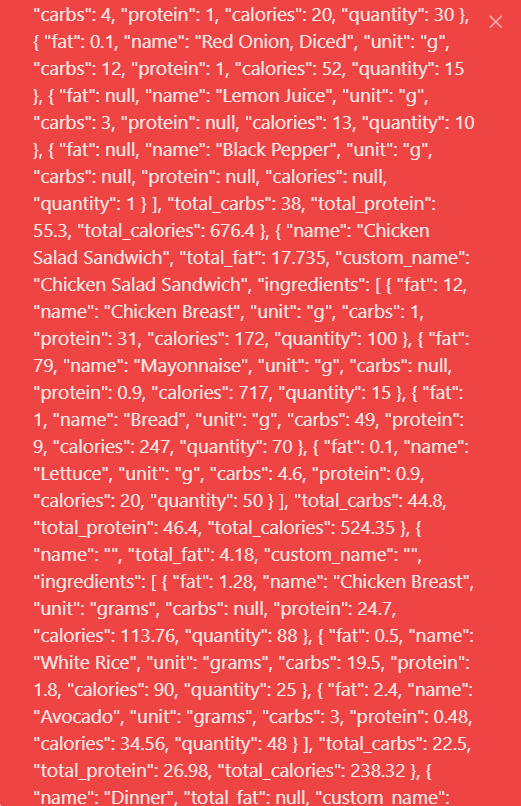 "carbs": 4, "protein": 1, "calories": 20, "quantity": 30 },
{ "fat": 0.1, "name": "Red Onion, Diced", "unit": "g",
"carbs": 12, "protein": 1, "calories": 52, "quantity": 15
}, { "fat": null, "name": "Lemon Juice", "unit": "g",
"carbs": 3, "protein": null, "calories": 13, "quantity": 10
}, { "fat": null, "name": "Black Pepper", "unit": "g",
"carbs": null, "protein": null, "calories": null,
"quantity": 1 } ], "total_carbs": 38, "total_protein":
55.3, "total_calories": 676.4 }, { "name": "Chicken
Salad Sandwich", "total_fat": 17.735, "custom_name":
"Chicken Salad Sandwich", "ingredients": [ { "fat": 12,
"name": "Chicken Breast", "unit": "g", "carbs": 1,
"protein": 31, "calories": 172, "quantity": 100 }, { "fat":
79, "name": "Mayonnaise", "unit": "g", "carbs": null,
"protein": 0.9, "calories": 717, "quantity": 15 }, { "fat":
1, "name": "Bread", "unit": "g", "carbs": 49, "protein":
9, "calories": 247, "quantity": 70 }, { "fat": 0.1, "name":
"Lettuce", "unit": "g", "carbs": 4.6, "protein": 0.9,
"calories": 20, "quantity": 50 } ], "total_carbs": 44.8,
"total_protein": 46.4, "total_calories": 524.35 }, {
"name": "", "total_fat": 4.18, "custom_name": "",
"ingredients": [ { "fat": 1.28, "name": "Chicken Breast",
"unit": "grams", "carbs": null, "protein": 24.7,
"calories": 113.76, "quantity": 88 }, { "fat": 0.5, "name":
"White Rice", "unit": "grams", "carbs": 19.5, "protein":
1.8, "calories": 90, "quantity": 25 }, { "fat": 2.4, "name":
"Avocado", "unit": "grams", "carbs": 3, "protein": 0.48,
"calories": 34.56, "quantity": 48 } ], "total_carbs": 22.5,
"total_protein": 26.98, "total_calories": 238.32 }, {
"name": "Dinner", "total_fat": null, "custom_name":